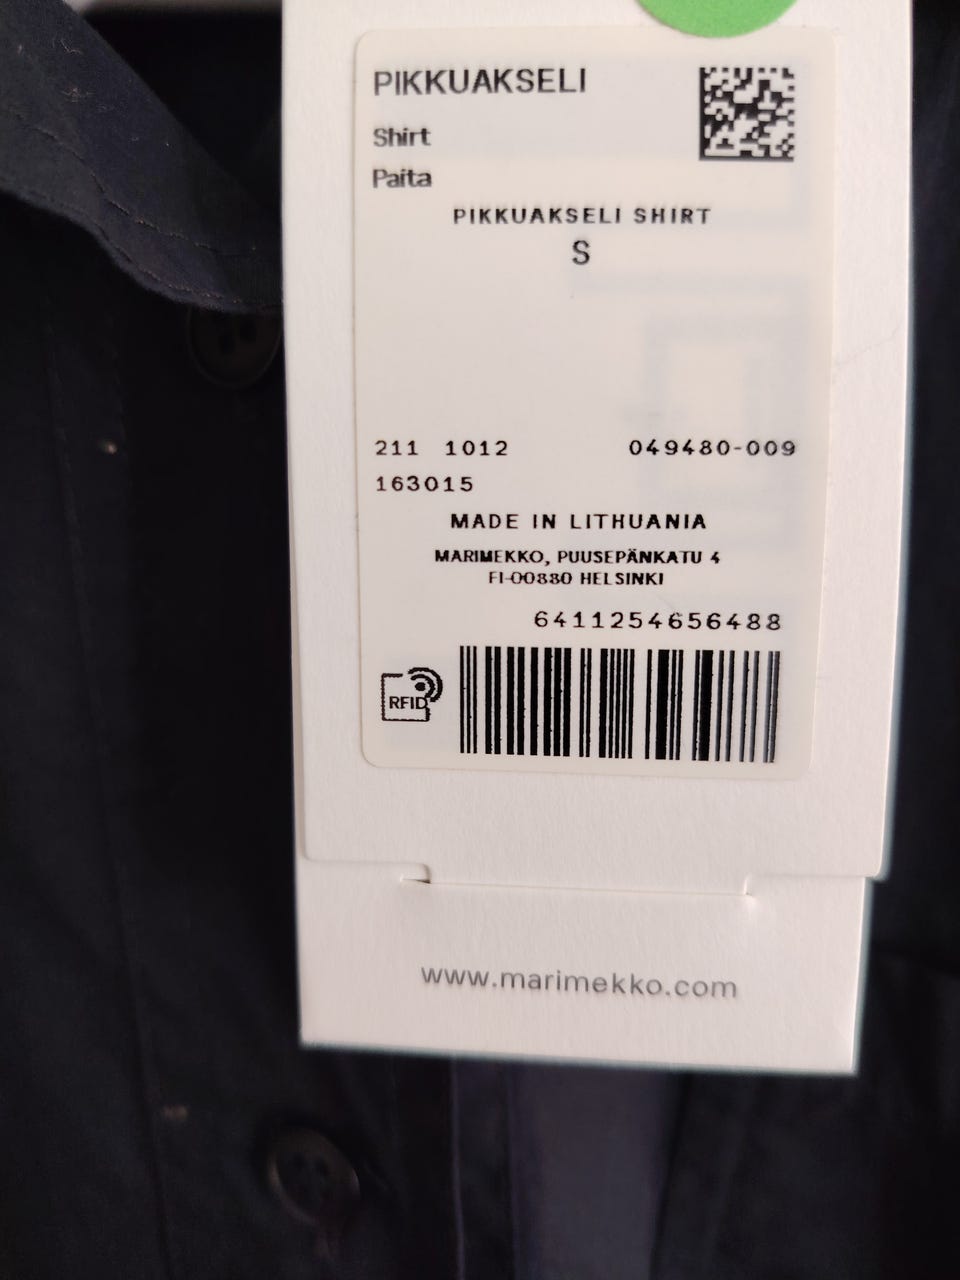 PIKKUAKSELI
Shirt
Paita
PIKKUAKSELI SHIRT
S
211 1012 049480-009
163015
MADE IN LITHUANIA
MARIMEKKO, PUUSEPÄNKATU 4
FI-00880 HELSINKI
6411254656488
RFID
www.marimekko.com